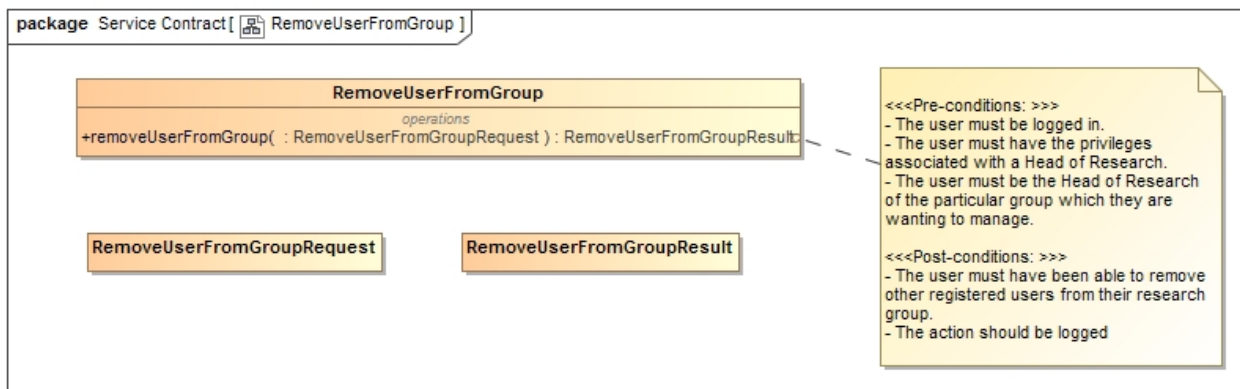 package Service Contract[ RemoveUserFromGroup ]
RemoveUserFromGroup
operations
+removeUserFromGroup( : RemoveUserFromGroupRequest ) : RemoveUserFromGroupResult
RemoveUserFromGroupRequest
RemoveUserFromGroupResult
<<<Pre-conditions: >>>
- The user must be logged in.
- The user must have the privileges
associated with a Head of Research.
- The user must be the Head of Research
of the particular group which they are
wanting to manage.
<<<Post-conditions: >>>
- The user must have been able to remove
other registered users from their research
group.
- The action should be logged